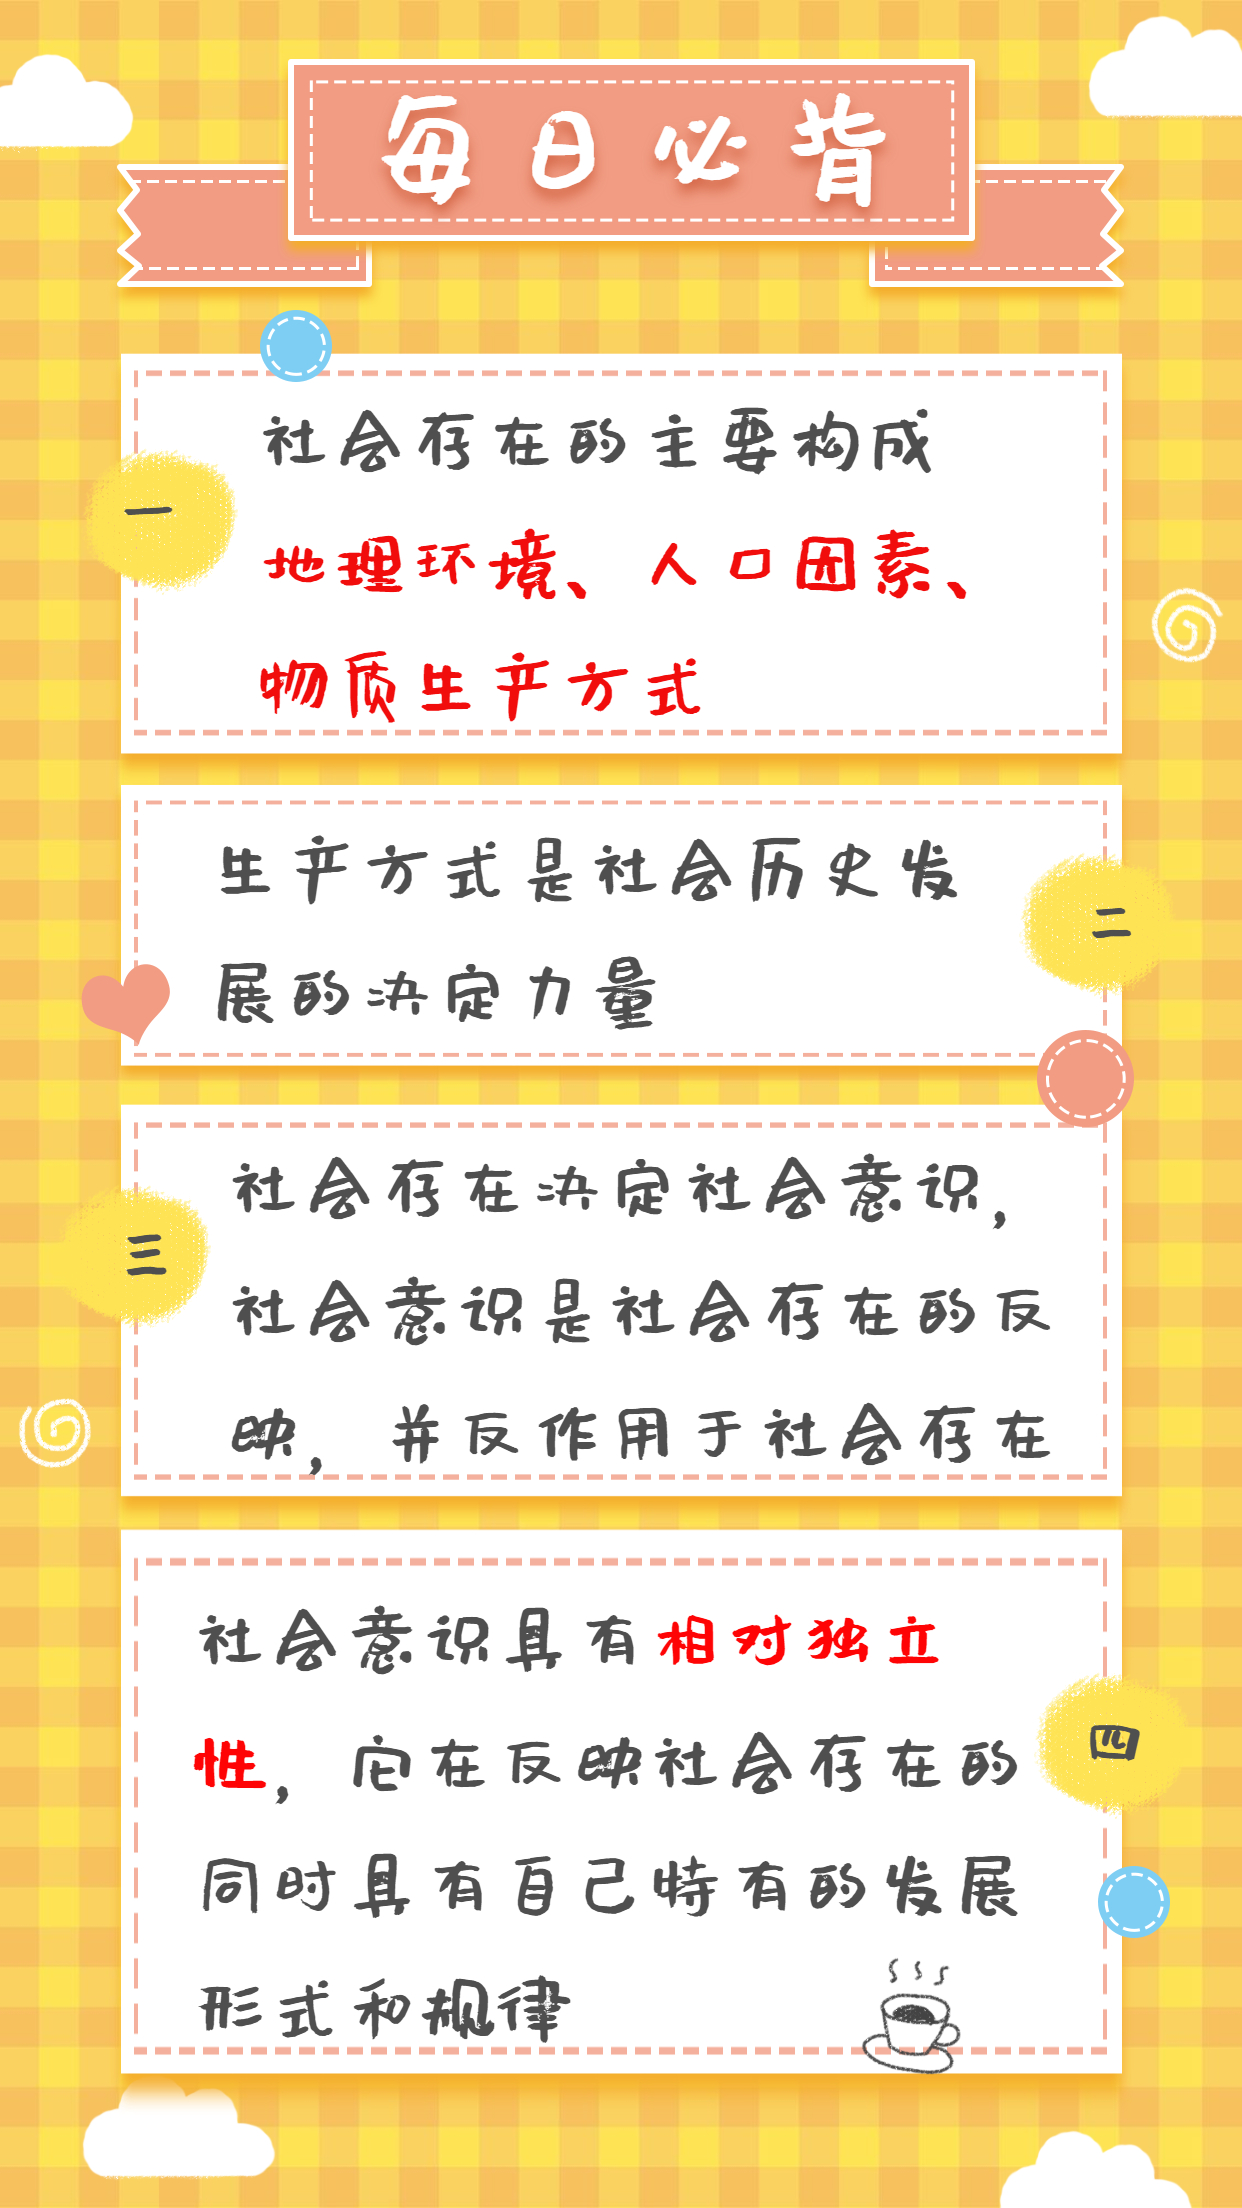 每日必背
一
社会存在的主要构成
地理环境、人口因素、
物质生产方式
二
生产方式是社会历史发
展的决定力量
三
社会存在决定社会意识，
社会意识是社会存在的反
映，并反作用于社会存在
四
社会意识具有相对独立
性，它在反映社会存在的
同时具有自己特有的发展
形式和规律